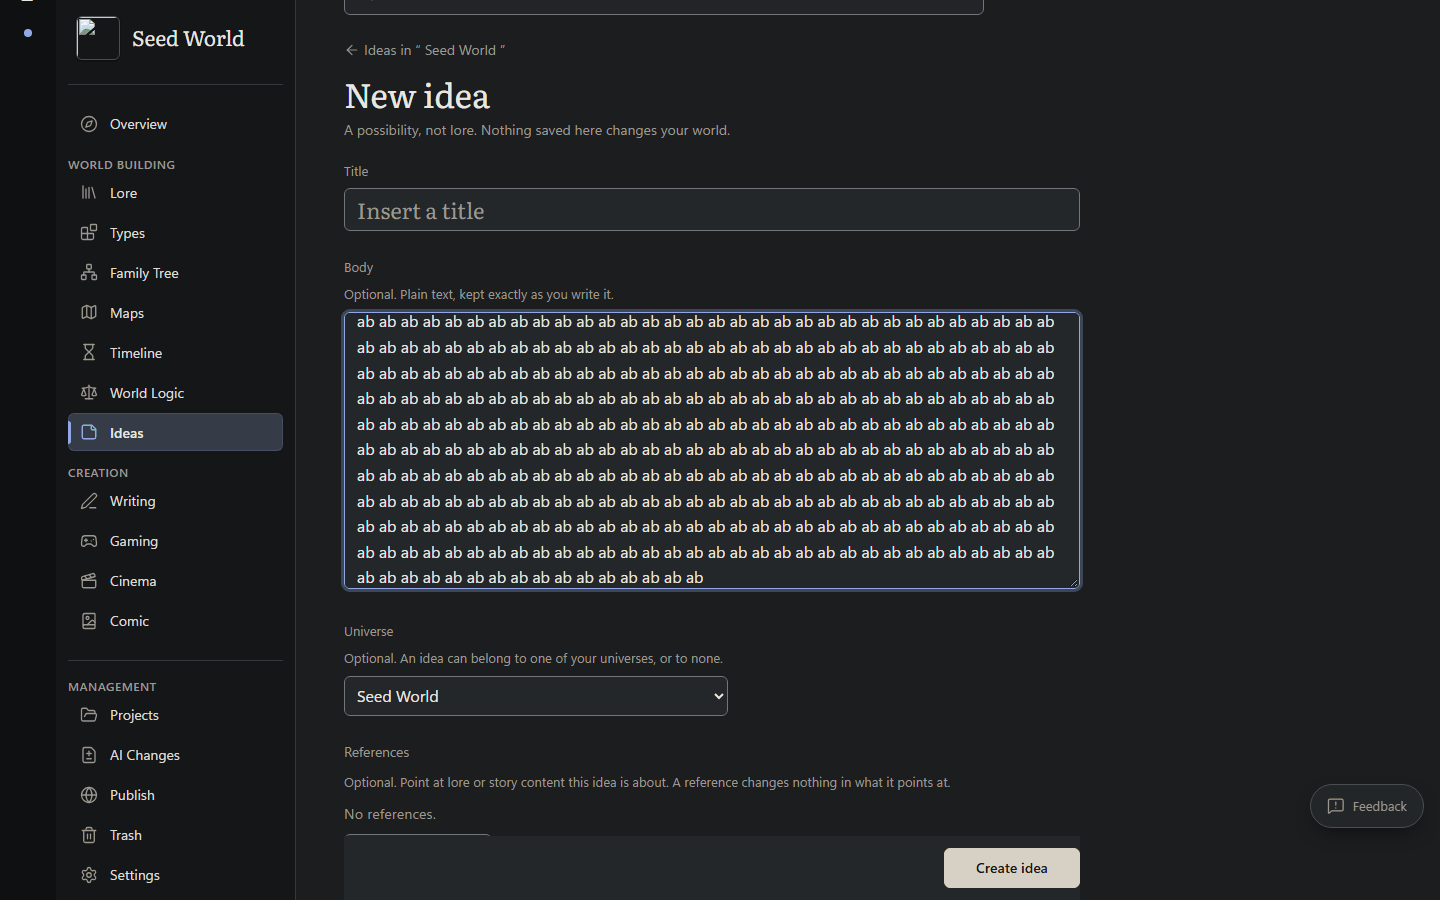 Seed World
Overview
WORLD BUILDING
Lore
Types
Family Tree
Maps
Timeline
World Logic
Ideas
CREATION
Writing
Gaming
Cinema
Comic
MANAGEMENT
Projects
AI Changes
Publish
Trash
Settings
Ideas in “ Seed World ”
New idea
A possibility, not lore. Nothing saved here changes your world.
Title
Insert a title
Body
Optional. Plain text, kept exactly as you write it.
ab ab ab ab ab ab ab ab ab ab ab ab ab ab ab ab ab ab ab ab ab ab ab ab ab ab ab ab ab ab ab ab
ab ab ab ab ab ab ab ab ab ab ab ab ab ab ab ab ab ab ab ab ab ab ab ab ab ab ab ab ab ab ab ab
ab ab ab ab ab ab ab ab ab ab ab ab ab ab ab ab ab ab ab ab ab ab ab ab ab ab ab ab ab ab ab ab
ab ab ab ab ab ab ab ab ab ab ab ab ab ab ab ab ab ab ab ab ab ab ab ab ab ab ab ab ab ab ab ab
ab ab ab ab ab ab ab ab ab ab ab ab ab ab ab ab ab ab ab ab ab ab ab ab ab ab ab ab ab ab ab ab
ab ab ab ab ab ab ab ab ab ab ab ab ab ab ab ab ab ab ab ab ab ab ab ab ab ab ab ab ab ab ab ab
ab ab ab ab ab ab ab ab ab ab ab ab ab ab ab ab ab ab ab ab ab ab ab ab ab ab ab ab ab ab ab ab
ab ab ab ab ab ab ab ab ab ab ab ab ab ab ab ab ab ab ab ab ab ab ab ab ab ab ab ab ab ab ab ab
ab ab ab ab ab ab ab ab ab ab ab ab ab ab ab ab ab ab ab ab ab ab ab ab ab ab ab ab ab ab ab ab
ab ab ab ab ab ab ab ab ab ab ab ab ab ab ab ab ab ab ab ab ab ab ab ab ab ab ab ab ab ab ab ab
ab ab ab ab ab ab ab ab ab ab ab ab ab ab ab ab
Universe
Optional. An idea can belong to one of your universes, or to none.
Seed World
References
Optional. Point at lore or story content this idea is about. A reference changes nothing in what it points at.
No references.
Create idea
Feedback